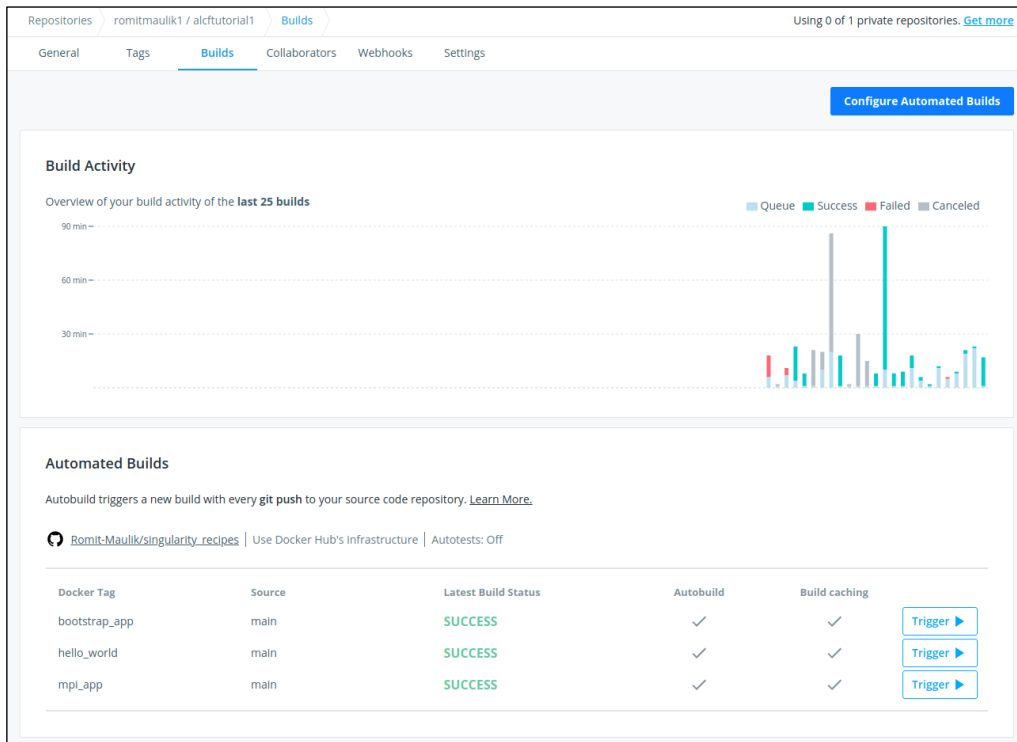 Repositories romitmaulik1 / alcftutorial1 Builds Using 0 of 1 private repositories. Get more
General Tags Builds Collaborators Webhooks Settings
Configure Automated Builds
Build Activity
Overview of your build activity of the last 25 builds
Queue Success Failed Canceled
90 min
60 min
30 min
Automated Builds
Autobuild triggers a new build with every git push to your source code repository. Learn More.
Romit-Maulik/singularity_recipes Use Docker Hub's infrastructure Autotests: Off
Docker Tag Source Latest Build Status Autobuild Build caching
bootstrap_app main SUCCESS Trigger
hello_world main SUCCESS Trigger
mpi_app main SUCCESS Trigger